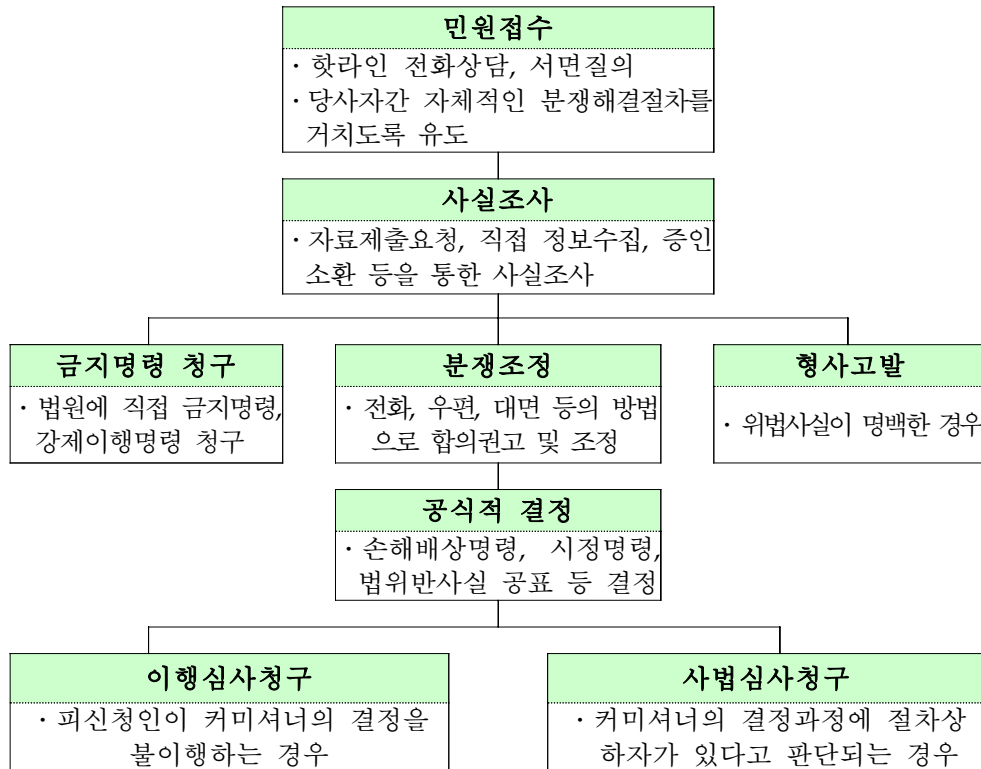 민원접수
· 핫라인 전화상담, 서면질의
· 당사자간 자체적인 분쟁해결절차를
거치도록 유도
사실조사
· 자료제출요청, 직접 정보수집, 증인
소환 등을 통한 사실조사
금지명령 청구
· 법원에 직접 금지명령,
강제이행명령 청구
분쟁조정
· 전화, 우편, 대면 등의 방법
으로 합의권고 및 조정
형사고발
· 위법사실이 명백한 경우
공식적 결정
· 손해배상명령, 시정명령,
법위반사실 공표 등 결정
이행심사청구
· 피신청인이 커미셔너의 결정을
불이행하는 경우
사법심사청구
· 커미셔너의 결정과정에 절차상
하자가 있다고 판단되는 경우